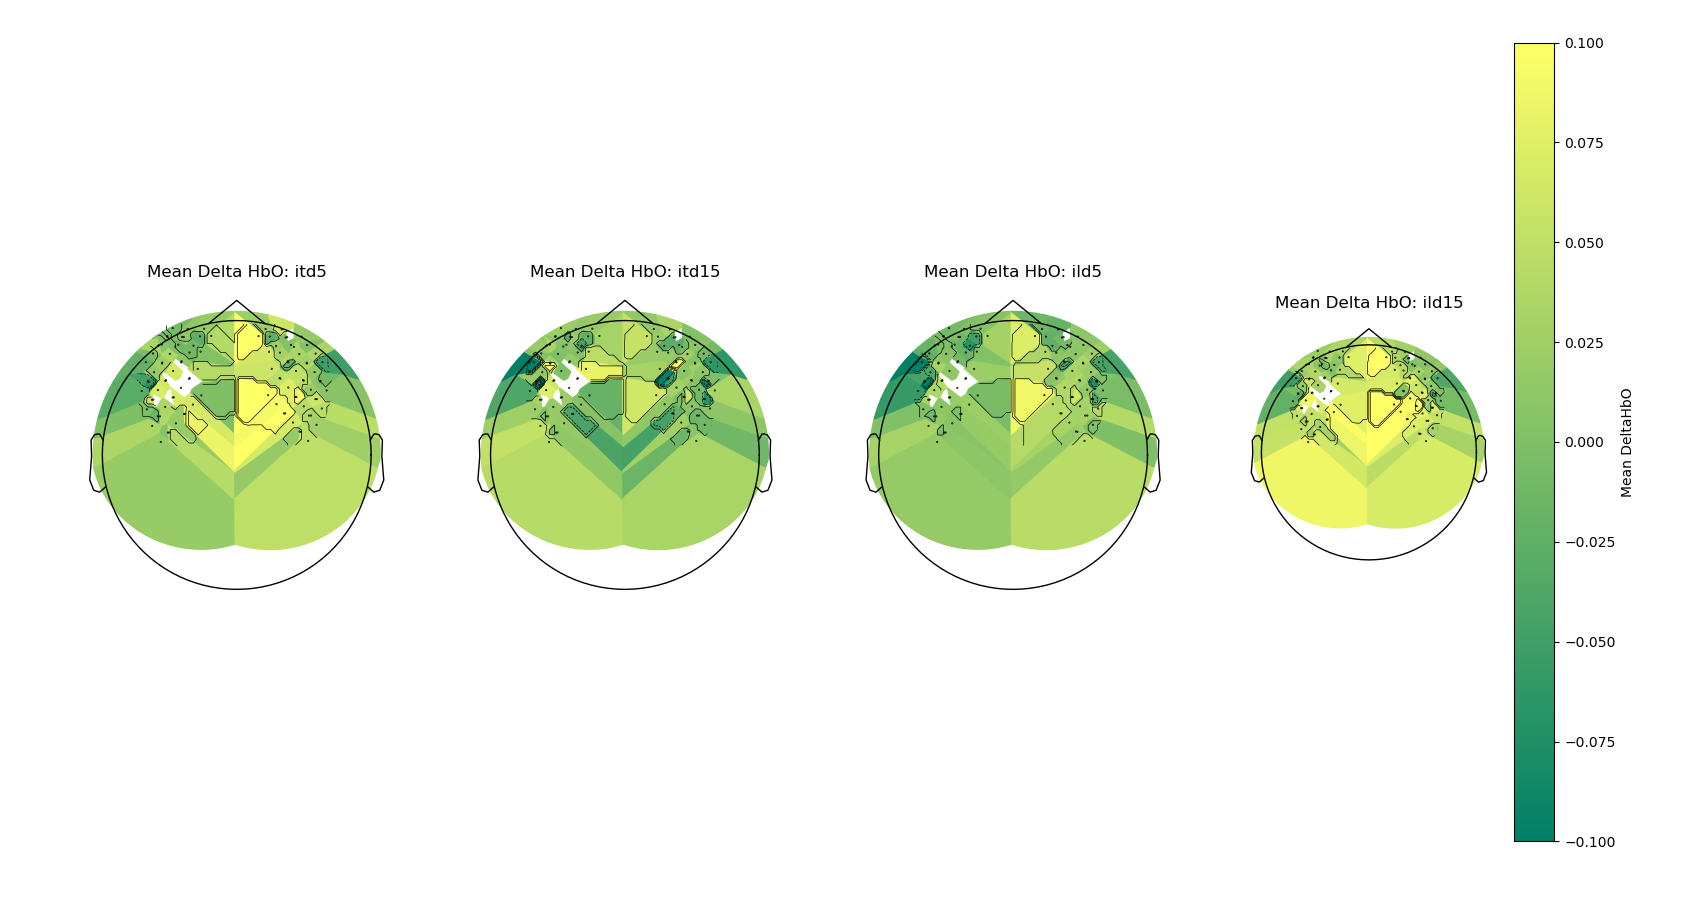 Mean Delta HbO: itd5
Mean Delta HbO: itd15
Mean Delta HbO: ild5
Mean Delta HbO: ild15
0.100
0.075
0.050
0.025
0.000
−0.025
−0.050
−0.075
−0.100
Mean DeltaHbO